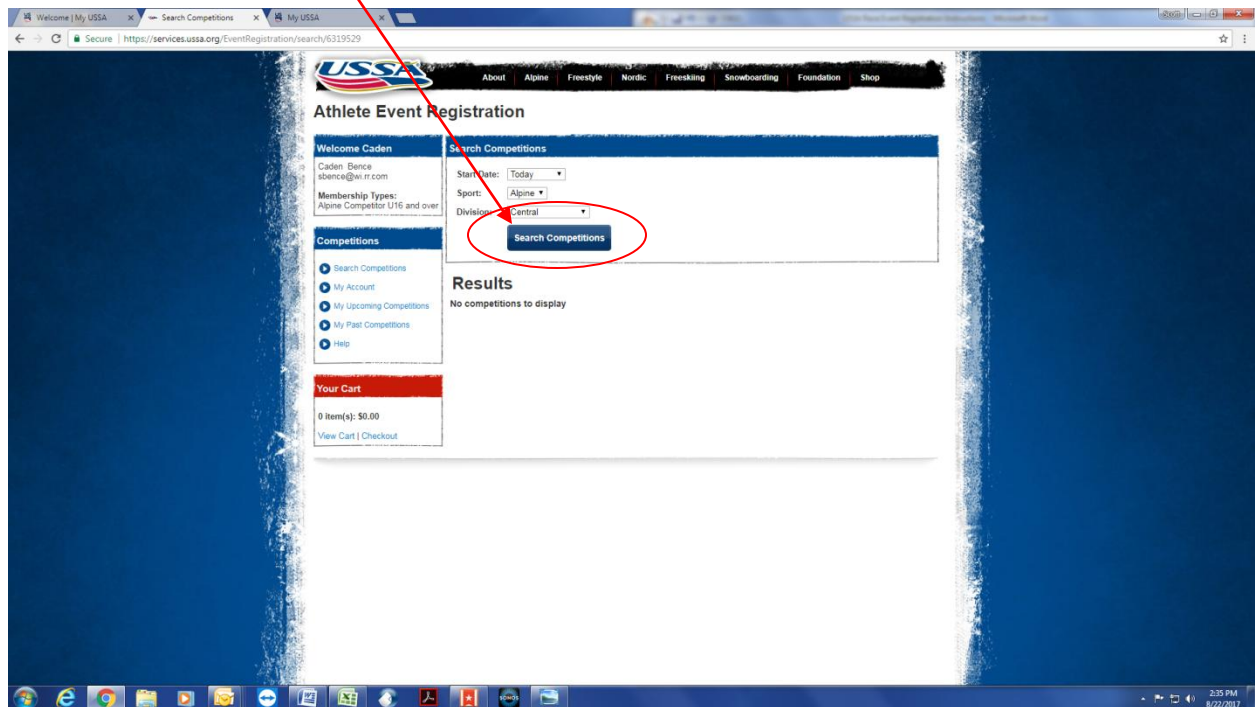 Welcome | My USSA
Search Competitions
My USSA
Secure | https://services.ussa.org/EventRegistration/search/6319529
USSA
About Alpine Freestyle Nordic Freeskiing Snowboarding Foundation Shop
Athlete Event Registration
Welcome Caden
Caden Bence
sbence@wi.rr.com
Membership Types:
Alpine Competitor U16 and over
Search Competitions
Start Date: Today
Sport: Alpine
Division: Central
Search Competitions
Competitions
Search Competitions
My Account
My Upcoming Competitions
My Past Competitions
Help
Results
No competitions to display
Your Cart
0 item(s): $0.00
View Cart | Checkout
SONOS
2:35 PM
8/22/2017